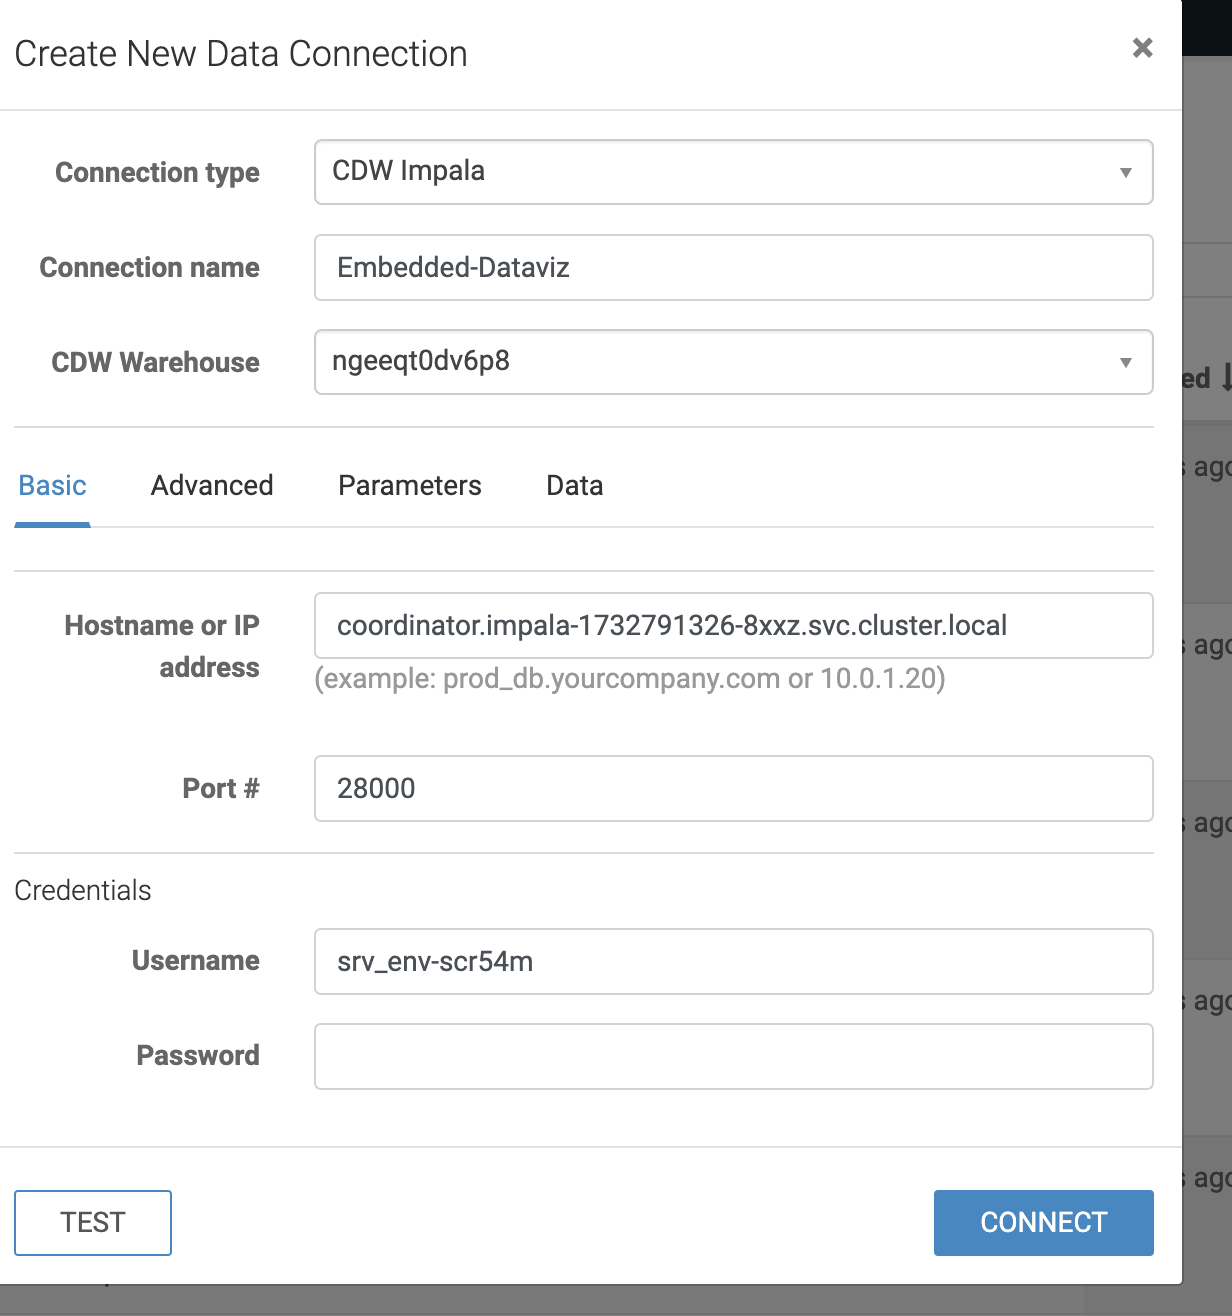 Create New Data Connection
Connection type
CDW Impala
Connection name
Embedded-Dataviz
CDW Warehouse
ngeeqt0dv6p8
ed
Basic Advanced Parameters Data
s ago
Hostname or IP address
coordinator.impala-1732791326-8xxz.svc.cluster.local
(example: prod_db.yourcompany.com or 10.0.1.20)
s ago
Port #
28000
s ago
Credentials
Username
srv_env-scr54m
s ago
Password
s ago
TEST
CONNECT